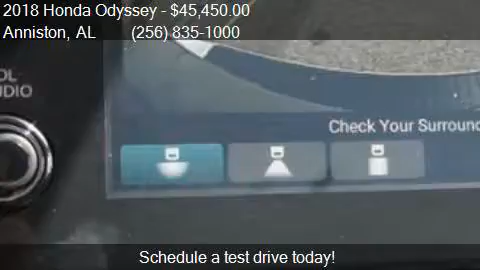 2018 Honda Odyssey - $45,450.00
Anniston, AL (256) 835-1000
Check Your Surround
Schedule a test drive today!